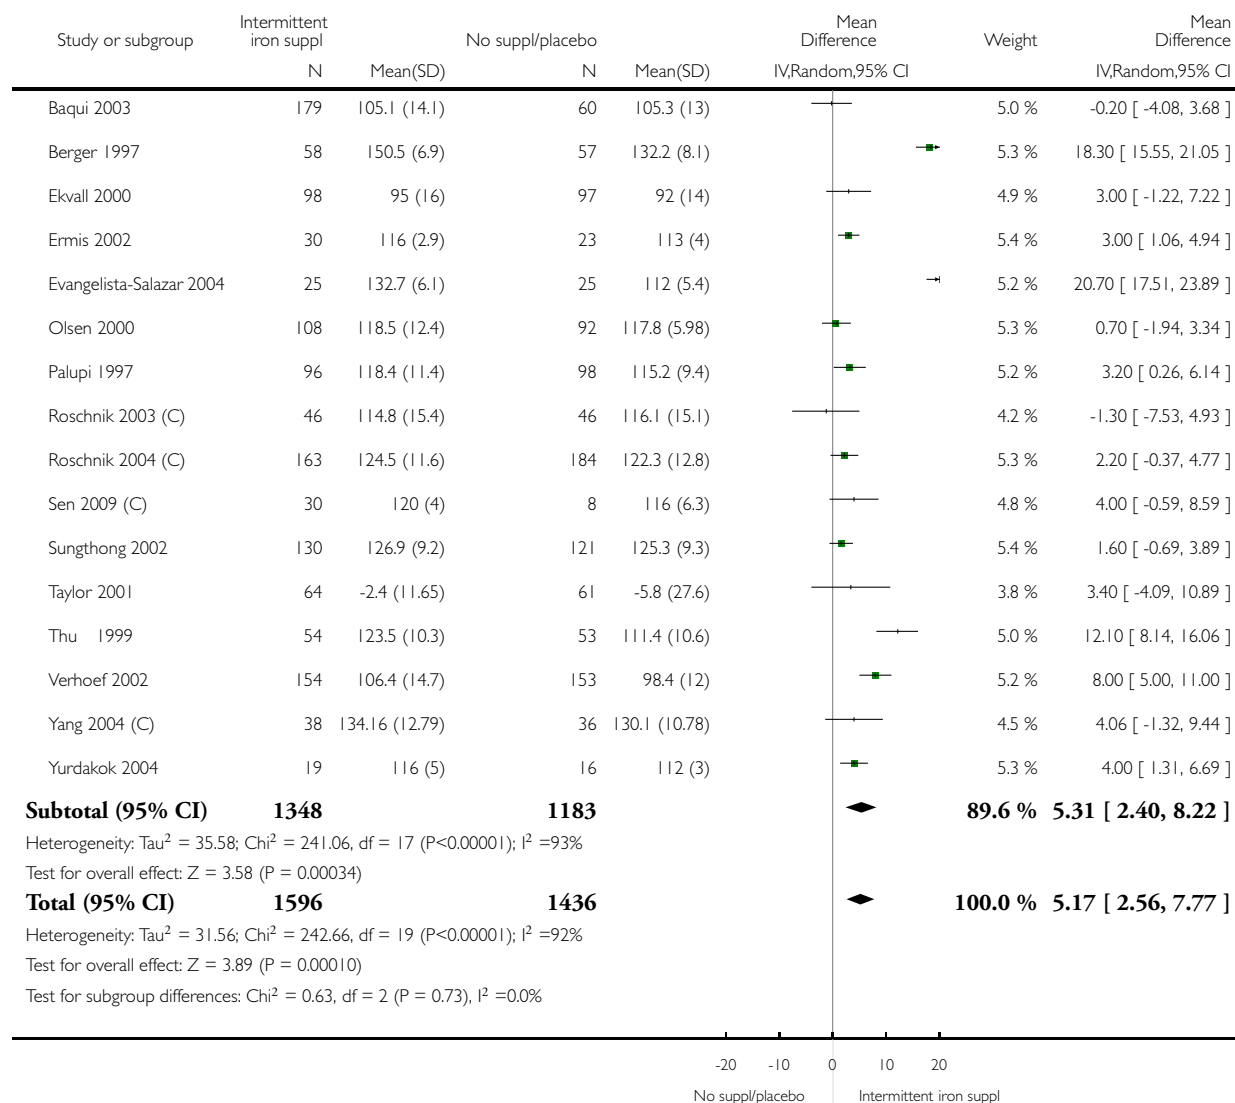 Study or subgroup Intermittent iron suppl No suppl/placebo Mean Difference Weight Mean Difference
N Mean(SD) N Mean(SD) IV,Random,95% CI IV,Random,95% CI
Baqui 2003 179 105.1 (14.1) 60 105.3 (13) 5.0 % -0.20 [ -4.08, 3.68 ]
Berger 1997 58 150.5 (6.9) 57 132.2 (8.1) 5.3 % 18.30 [ 15.55, 21.05 ]
Ekvall 2000 98 95 (16) 97 92 (14) 4.9 % 3.00 [ -1.22, 7.22 ]
Ermis 2002 30 116 (2.9) 23 113 (4) 5.4 % 3.00 [ 1.06, 4.94 ]
Evangelista-Salazar 2004 25 132.7 (6.1) 25 112 (5.4) 5.2 % 20.70 [ 17.51, 23.89 ]
Olsen 2000 108 118.5 (12.4) 92 117.8 (5.98) 5.3 % 0.70 [ -1.94, 3.34 ]
Palupi 1997 96 118.4 (11.4) 98 115.2 (9.4) 5.2 % 3.20 [ 0.26, 6.14 ]
Roschnik 2003 (C) 46 114.8 (15.4) 46 116.1 (15.1) 4.2 % -1.30 [ -7.53, 4.93 ]
Roschnik 2004 (C) 163 124.5 (11.6) 184 122.3 (12.8) 5.3 % 2.20 [ -0.37, 4.77 ]
Sen 2009 (C) 30 120 (4) 8 116 (6.3) 4.8 % 4.00 [ -0.59, 8.59 ]
Sungthong 2002 130 126.9 (9.2) 121 125.3 (9.3) 5.4 % 1.60 [ -0.69, 3.89 ]
Taylor 2001 64 -2.4 (11.65) 61 -5.8 (27.6) 3.8 % 3.40 [ -4.09, 10.89 ]
Thu 1999 54 123.5 (10.3) 53 111.4 (10.6) 5.0 % 12.10 [ 8.14, 16.06 ]
Verhoef 2002 154 106.4 (14.7) 153 98.4 (12) 5.2 % 8.00 [ 5.00, 11.00 ]
Yang 2004 (C) 38 134.16 (12.79) 36 130.1 (10.78) 4.5 % 4.06 [ -1.32, 9.44 ]
Yurdakok 2004 19 116 (5) 16 112 (3) 5.3 % 4.00 [ 1.31, 6.69 ]
Subtotal (95% CI) 1348 1183 89.6 % 5.31 [ 2.40, 8.22 ]
Heterogeneity: Tau² = 35.58; Chi² = 241.06, df = 17 (P<0.00001); I² =93%
Test for overall effect: Z = 3.58 (P = 0.00034)
Total (95% CI) 1596 1436 100.0 % 5.17 [ 2.56, 7.77 ]
Heterogeneity: Tau² = 31.56; Chi² = 242.66, df = 19 (P<0.00001); I² =92%
Test for overall effect: Z = 3.89 (P = 0.00010)
Test for subgroup differences: Chi² = 0.63, df = 2 (P = 0.73), I² =0.0%
-20 -10 0 10 20
No suppl/placebo Intermittent iron suppl